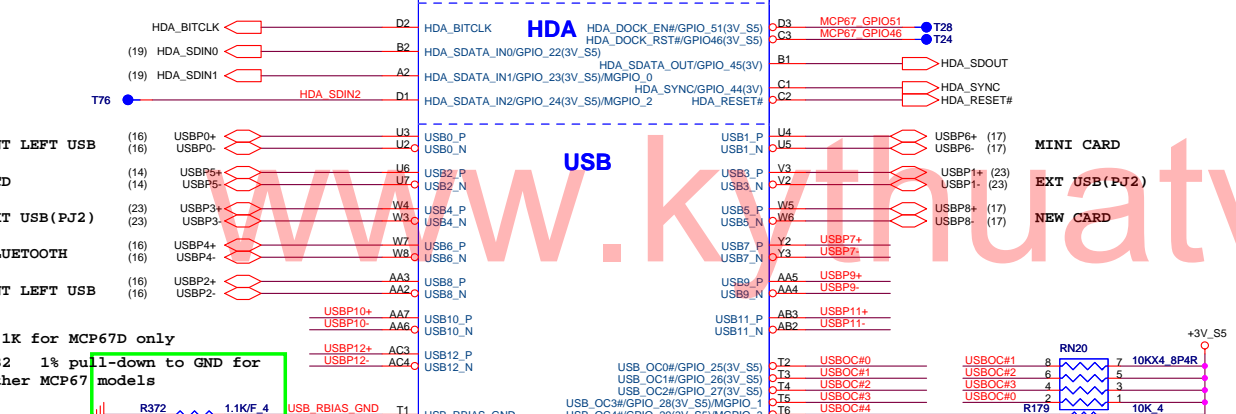 HDA
HDA_BITCLK D2 HDA_BITCLK HDA_DOCK_EN#/GPIO_51(3V_S5) D3 MCP67_GPIO51 T28
HDA_DOCK_RST#/GPIO46(3V_S5) C3 MCP67_GPIO46 T24
(19) HDA_SDIN0 B2 HDA_SDATA_IN0/GPIO_22(3V_S5)
HDA_SDATA_OUT/GPIO_45(3V) B1 HDA_SDOUT
(19) HDA_SDIN1 A2 HDA_SDATA_IN1/GPIO_23(3V_S5)/MGPIO_0
HDA_SYNC/GPIO_44(3V) C1 HDA_SYNC
T76 HDA_SDIN2 D1 HDA_SDATA_IN2/GPIO_24(3V_S5)/MGPIO_2 HDA_RESET# C2 HDA_RESET#
USB
(16) USBP0+ U3 USB0_P USB1_P U4 USBP6+ (17)
LEFT USB (16) USBP0- U2 USB0_N USB1_N U5 USBP6- (17) MINI CARD
(14) USBP5+ U6 USB2_P USB3_P V3 USBP1+ (23)
(14) USBP5- U7 USB2_N USB3_N V2 USBP1- (23) EXT USB(PJ2)
(23) USBP3+ W4 USB4_P USB5_P W5 USBP8+ (17)
USB(PJ2) (23) USBP3- W3 USB4_N USB5_N W6 USBP8- (17) NEW CARD
(16) USBP4+ W7 USB6_P USB7_P Y2 USBP7+
LUETOOTH (16) USBP4- W8 USB6_N USB7_N Y3 USBP7-
(16) USBP2+ AA3 USB8_P USB9_P AA5 USBP9+
LEFT USB (16) USBP2- AA2 USB8_N USB9_N AA4 USBP9-
USBP10+ AA7 USB10_P USB11_P AB3 USBP11+
USBP10- AA6 USB10_N USB11_N AB2 USBP11-
1K for MCP67D only
USBP12+ AC3 USB12_P
2 1% pull-down to GND for USBP12- AC4 USB12_N
her MCP67 models
+3V_S5
RN20
USB_OC0#/GPIO_25(3V_S5) T2 USBOC#0 USBOC#1 8 7 10KX4_8P4R
USB_OC1#/GPIO_26(3V_S5) T3 USBOC#1 USBOC#2 6 5
USB_OC2#/GPIO_27(3V_S5) T4 USBOC#2 USBOC#3 4 3
USB_OC3#/GPIO_28(3V_S5)/MGPIO_1 T5 USBOC#3 USBOC#0 2 1
R372 1.1K/F_4 USB_RBIAS_GND T1 USB_RBIAS_GND T6 USBOC#4 R179 10K_4
www.kythuatv